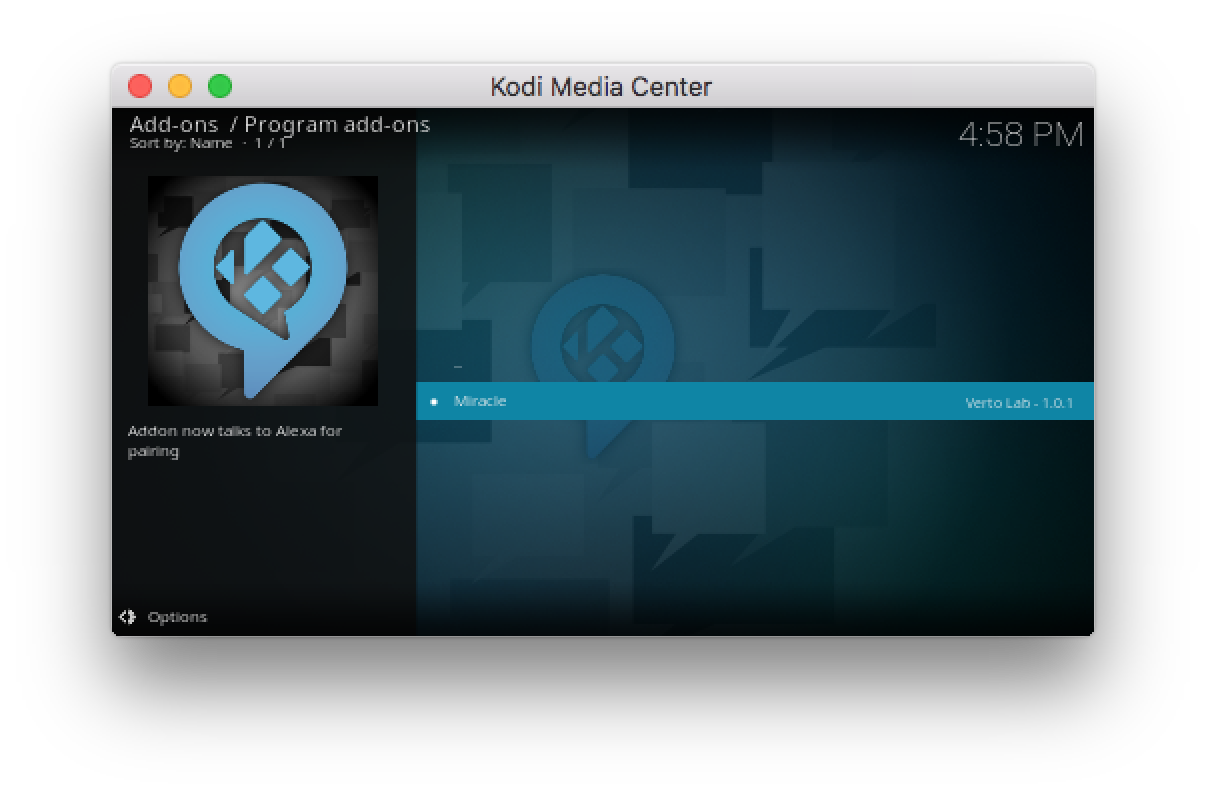 Kodi Media Center
Add-ons / Program add-ons
Sort by: Name · 1 / 1
4:58 PM
..
Miracle
Verto Lab - 1.0.1
Addon now talks to Alexa for
pairing
Options